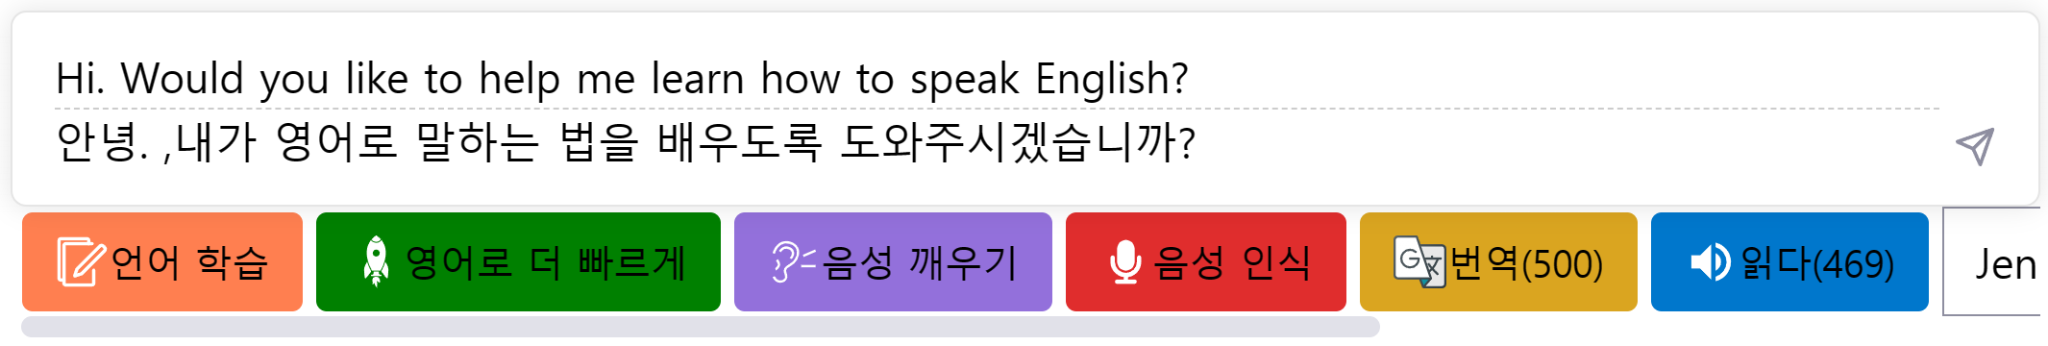 Hi. Would you like to help me learn how to speak English?
안녕. ,내가 영어로 말하는 법을 배우도록 도와주시겠습니까?
언어 학습 영어로 더 빠르게 음성 깨우기 음성 인식 번역(500) 읽다(469) Jen